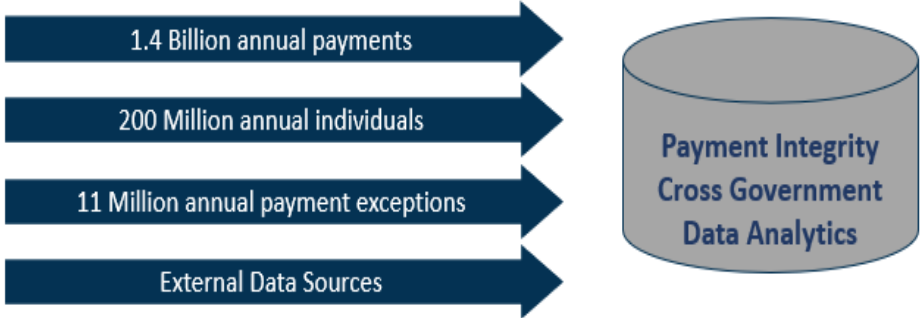 1.4 Billion annual payments
200 Million annual individuals
11 Million annual payment exceptions
External Data Sources
Payment Integrity
Cross Government
Data Analytics